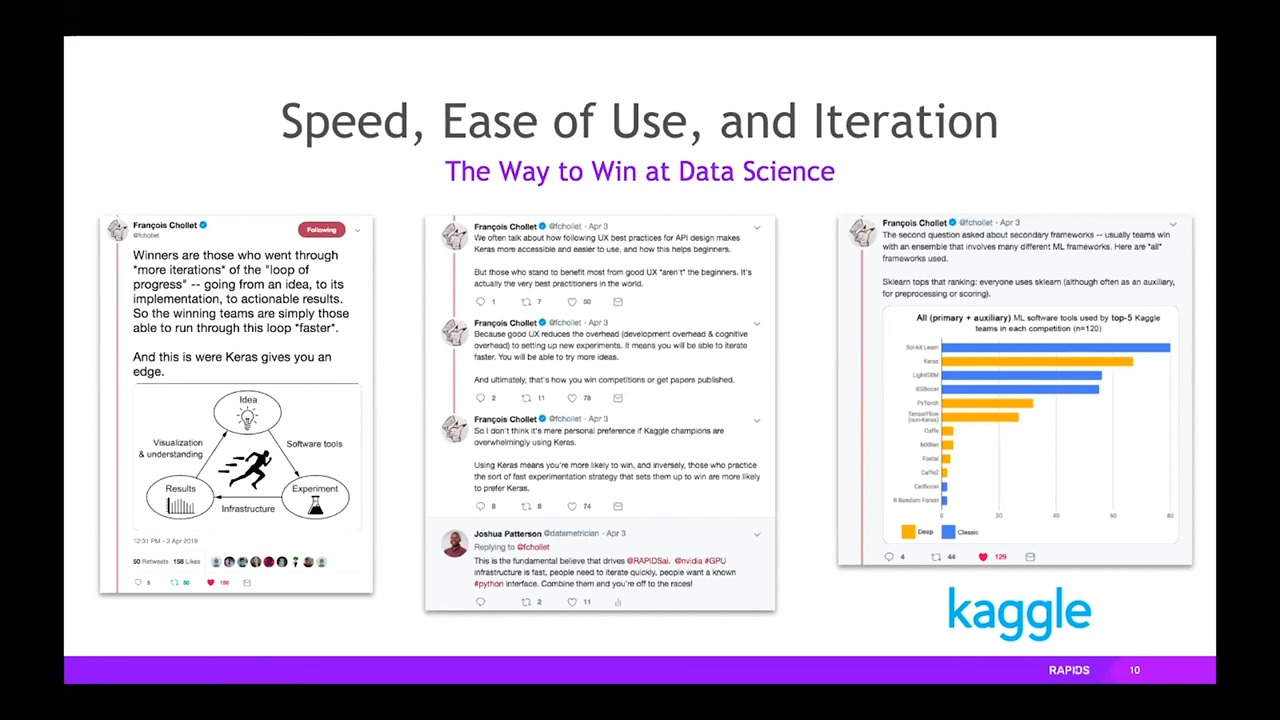 Speed, Ease of Use, and Iteration
The Way to Win at Data Science
François Chollet
@fchollet
Following
Winners are those who went through
*more iterations* of the "loop of
progress" -- going from an idea, to its
implementation, to actionable results.
So the winning teams are simply those
able to run through this loop *faster*.
And this is were Keras gives you an
edge.
Idea
Visualization
& understanding
Software tools
Results
Experiment
Infrastructure
12:31 PM - 3 Apr 2019
50 Retweets 158 Likes
François Chollet @fchollet · Apr 3
We often talk about how following UX best practices for API design makes
Keras more accessible and easier to use, and how this helps beginners.
But those who stand to benefit most from good UX *aren't* the beginners. It's
actually the very best practitioners in the world.
1 7 50
François Chollet @fchollet · Apr 3
Because good UX reduces the overhead (development overhead & cognitive
overhead) to setting up new experiments. It means you will be able to iterate
faster. You will be able to try more ideas.
And ultimately, that's how you win competitions or get papers published.
2 11 78
François Chollet @fchollet · Apr 3
So I don't think it's mere personal preference if Kaggle champions are
overwhelmingly using Keras.
Using Keras means you're more likely to win, and inversely, those who practice
the sort of fast experimentation strategy that sets them up to win are more likely
to prefer Keras.
8 8 74
Joshua Patterson @datametrician · Apr 3
Replying to @fchollet
This is the fundamental believe that drives @RAPIDSai. @nvidia #GPU
infrastructure is fast, people need to iterate quickly, people want a known
#python interface. Combine them and you're off to the races!
2 11
François Chollet @fchollet · Apr 3
The second question asked about secondary frameworks -- usually teams win
with an ensemble that involves many different ML frameworks. Here are *all*
frameworks used.
Sklearn tops that ranking: everyone uses sklearn (although often as an auxiliary,
for preprocessing or scoring).
All (primary + auxiliary) ML software tools used by top-5 Kaggle
teams in each competition (n=120)
Sci-kit Learn
Keras
LightGBM
XGBoost
PyTorch
TensorFlow
(non-Keras)
Caffe
MXNet
Fastai
Caffe2
CatBoost
R Random Forest
0 20 40 60 80
Deep Classic
4 44 129
kaggle
RAPIDS 10